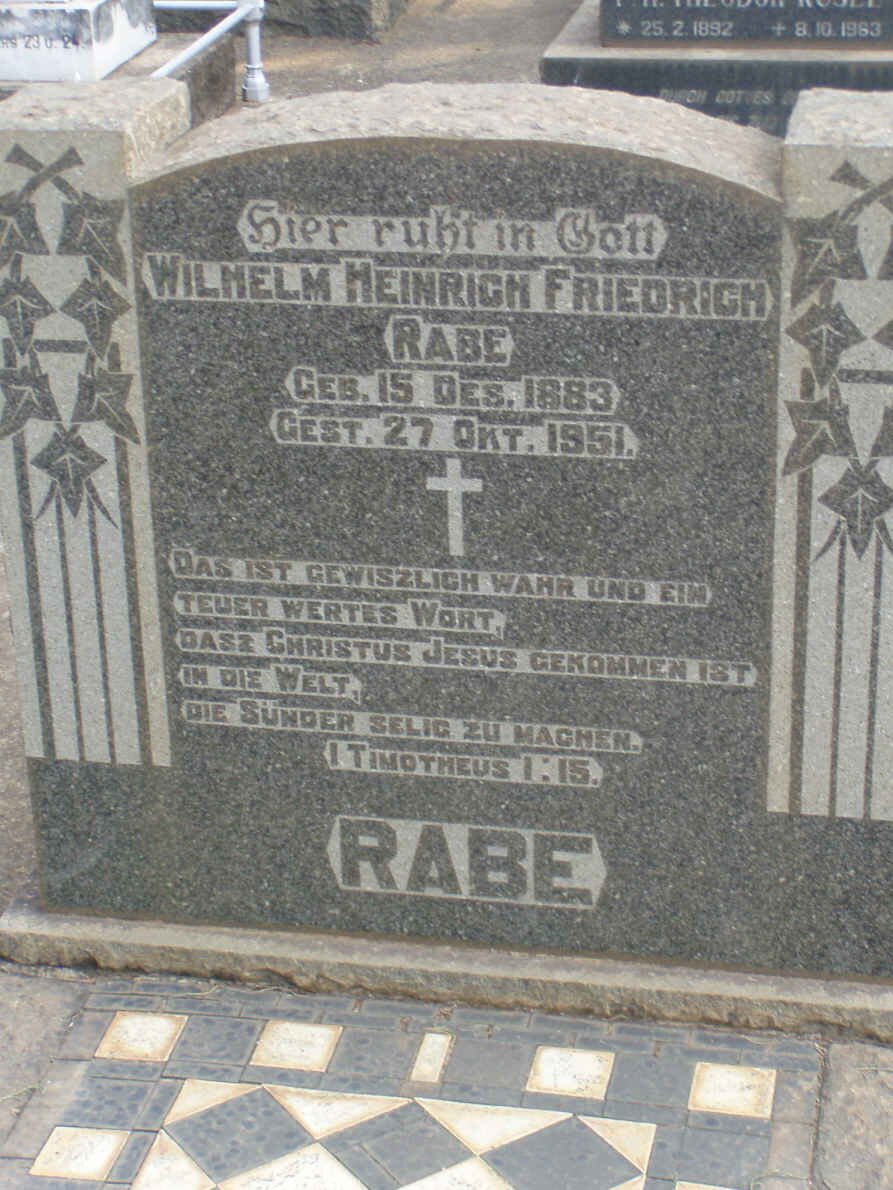 25.2.1892 + 8.10.1963
Hier ruht in Gott
WILHELM HEINRICH FRIEDRICH
RABE
GEB. 15 DES. 1883
GEST. 27 OKT. 1951.
DAS IST GEWISZLICH WAHR UND EIN
TEUER WERTES WORT.
DASZ CHRISTUS JESUS GEKOMMEN IST
IN DIE WELT,
DIE SÜNDER SELIG ZU MACHEN.
I TIMOTHEUS 1:15.
RABE